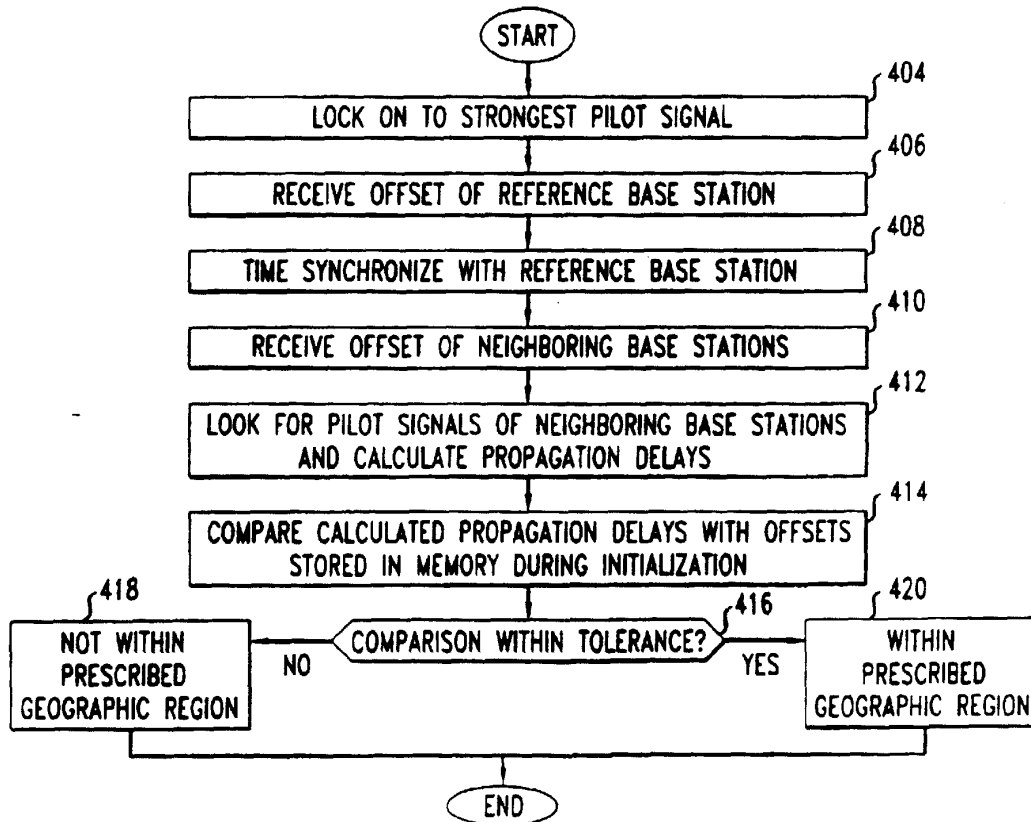 START
404
LOCK ON TO STRONGEST PILOT SIGNAL
406
RECEIVE OFFSET OF REFERENCE BASE STATION
408
TIME SYNCHRONIZE WITH REFERENCE BASE STATION
410
RECEIVE OFFSET OF NEIGHBORING BASE STATIONS
412
LOOK FOR PILOT SIGNALS OF NEIGHBORING BASE STATIONS
AND CALCULATE PROPAGATION DELAYS
414
COMPARE CALCULATED PROPAGATION DELAYS WITH OFFSETS
STORED IN MEMORY DURING INITIALIZATION
418
416
420
NOT WITHIN
PRESCRIBED
GEOGRAPHIC REGION
NO
COMPARISON WITHIN TOLERANCE?
YES
WITHIN
PRESCRIBED
GEOGRAPHIC REGION
END